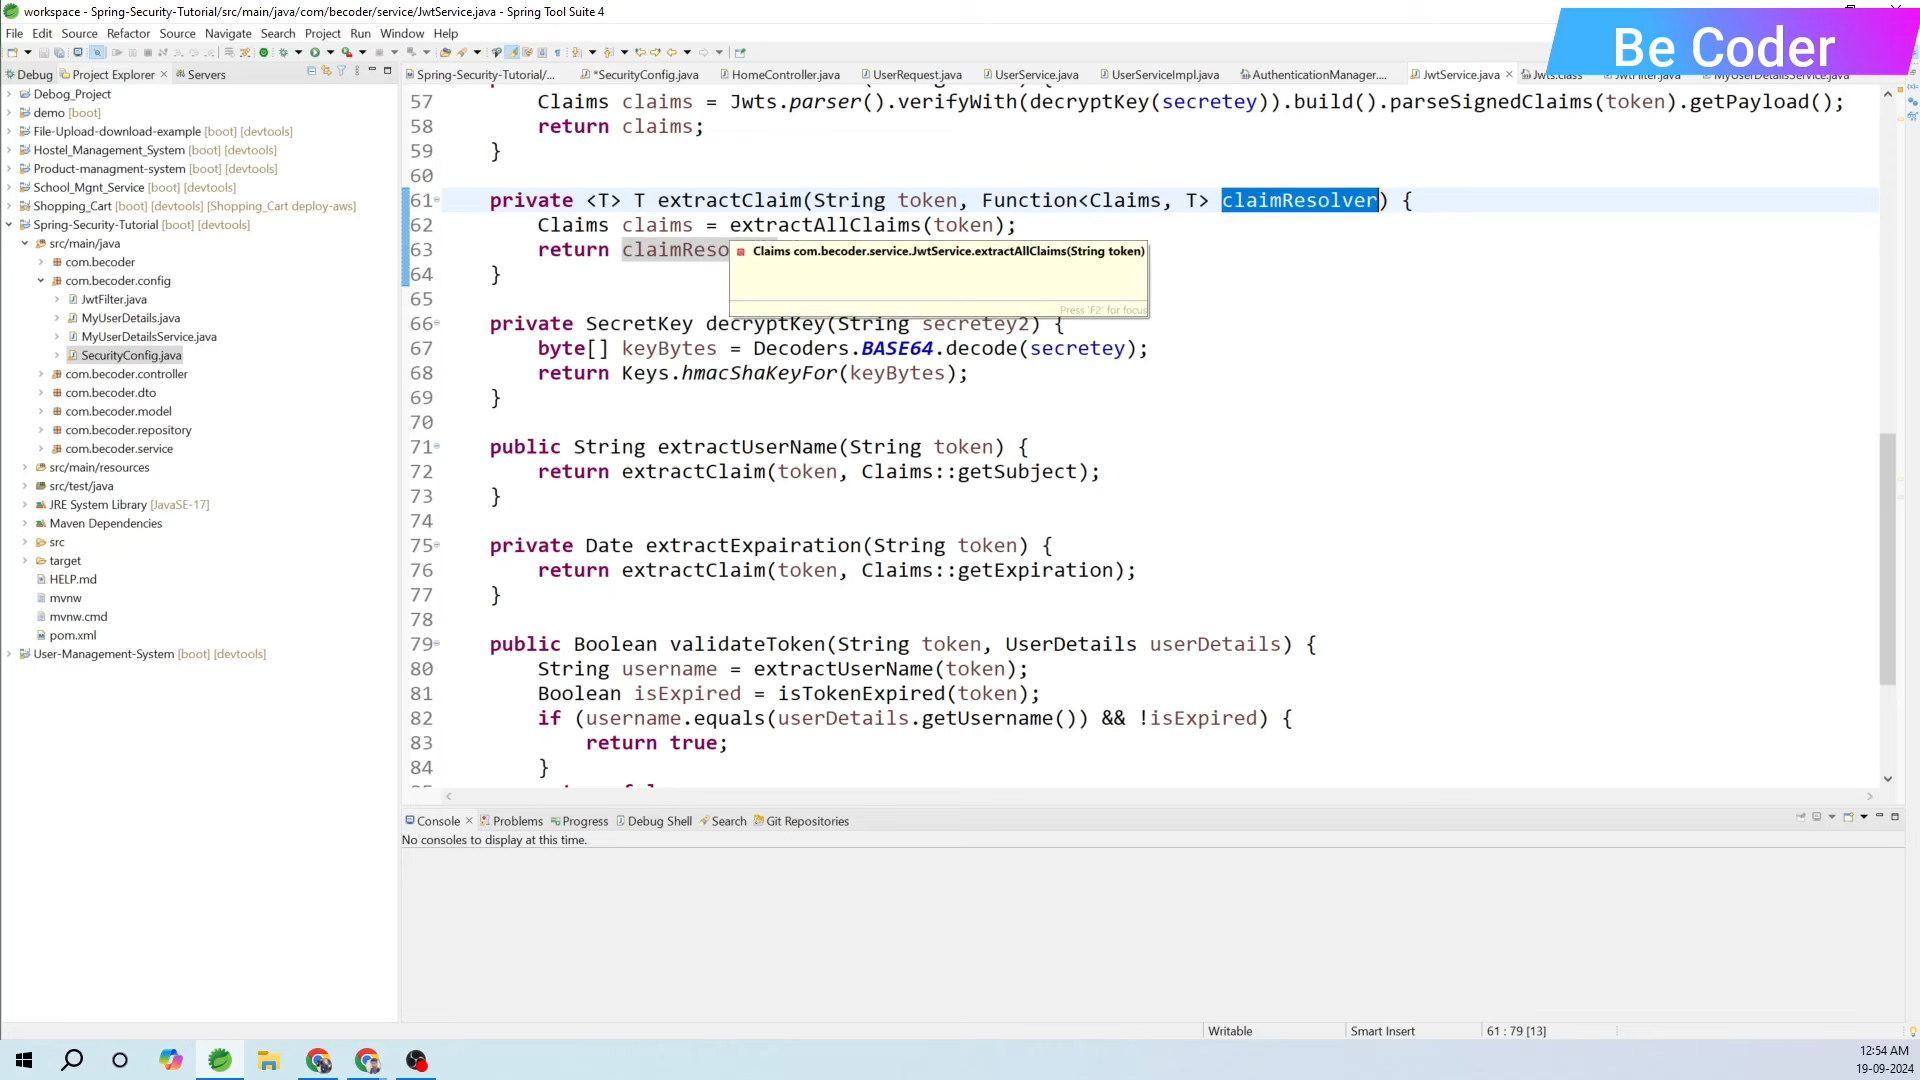 workspace - Spring-Security-Tutorial/src/main/java/com/becoder/service/JwtService.java - Spring Tool Suite 4
Be Coder
File Edit Source Refactor Source Navigate Search Project Run Window Help
Debug Project Explorer Servers
Spring-Security-Tutorial/... *SecurityConfig.java HomeController.java UserRequest.java UserService.java UserServiceImpl.java AuthenticationManager.... JwtService.java Jwts.class JwtFilter.java MyUserDetailsService.java
Debog_Project
demo [boot]
File-Upload-download-example [boot] [devtools]
Hostel_Management_System [boot] [devtools]
Product-managment-system [boot] [devtools]
School_Mgnt_Service [boot] [devtools]
Shopping_Cart [boot] [devtools] [Shopping_Cart deploy-aws]
Spring-Security-Tutorial [boot] [devtools]
src/main/java
com.becoder
com.becoder.config
JwtFilter.java
MyUserDetails.java
MyUserDetailsService.java
SecurityConfig.java
com.becoder.controller
com.becoder.dto
com.becoder.model
com.becoder.repository
com.becoder.service
src/main/resources
src/test/java
JRE System Library [JavaSE-17]
Maven Dependencies
src
target
HELP.md
mvnw
mvnw.cmd
pom.xml
User-Management-System [boot] [devtools]
57 Claims claims = Jwts.parser().verifyWith(decryptKey(secretey)).build().parseSignedClaims(token).getPayload();
58 return claims;
59 }
60
61 private <T> T extractClaim(String token, Function<Claims, T> claimResolver) {
62 Claims claims = extractAllClaims(token);
63 return claimReso
Claims com.becoder.service.JwtService.extractAllClaims(String token)
Press 'F2' for focus
64 }
65
66 private SecretKey decryptKey(String secretey2) {
67 byte[] keyBytes = Decoders.BASE64.decode(secretey);
68 return Keys.hmacShaKeyFor(keyBytes);
69 }
70
71 public String extractUserName(String token) {
72 return extractClaim(token, Claims::getSubject);
73 }
74
75 private Date extractExpairation(String token) {
76 return extractClaim(token, Claims::getExpiration);
77 }
78
79 public Boolean validateToken(String token, UserDetails userDetails) {
80 String username = extractUserName(token);
81 Boolean isExpired = isTokenExpired(token);
82 if (username.equals(userDetails.getUsername()) && !isExpired) {
83 return true;
84 }
Console Problems Progress Debug Shell Search Git Repositories
No consoles to display at this time.
Writable Smart Insert 61 : 79 [13]
12:54 AM
19-09-2024